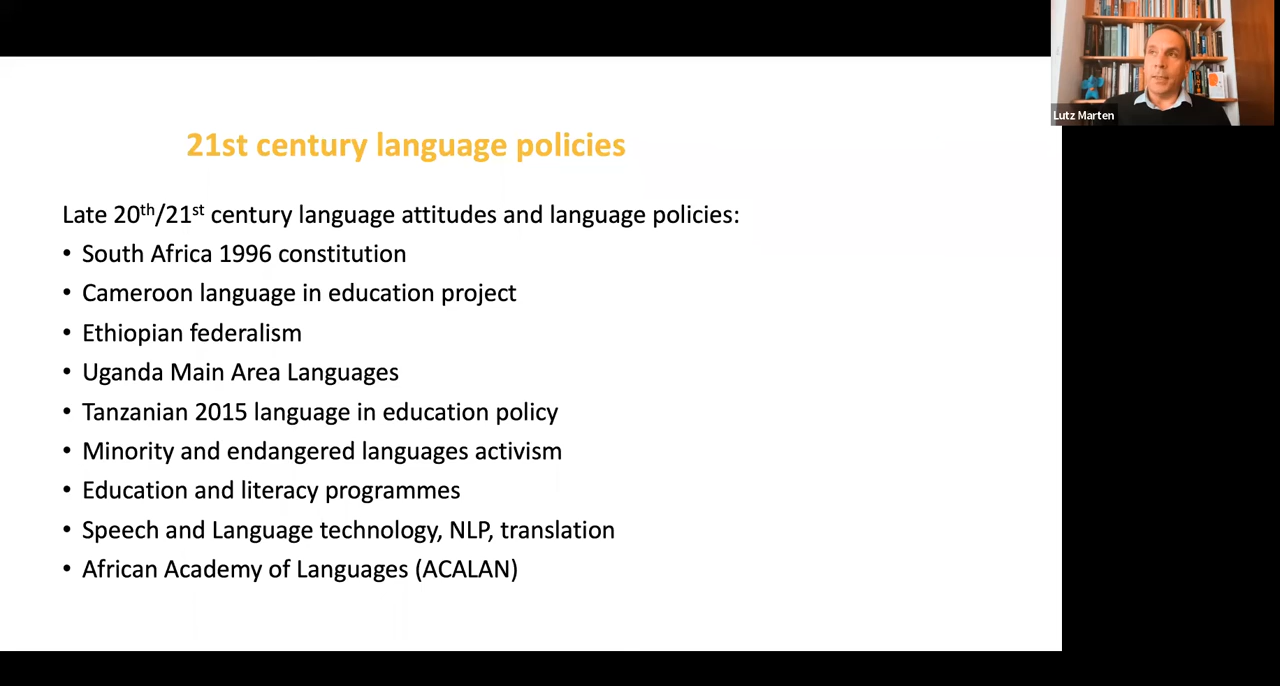 21st century language policies
Late 20th/21st century language attitudes and language policies:
• South Africa 1996 constitution
• Cameroon language in education project
• Ethiopian federalism
• Uganda Main Area Languages
• Tanzanian 2015 language in education policy
• Minority and endangered languages activism
• Education and literacy programmes
• Speech and Language technology, NLP, translation
• African Academy of Languages (ACALAN)
Lutz Marten